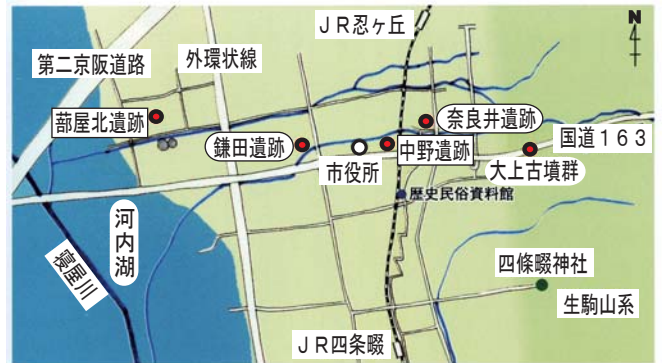 JR忍ヶ丘
N
4
第二京阪道路
外環状線
蔀屋北遺跡
奈良井遺跡
鎌田遺跡
中野遺跡
国道163
市役所
大上古墳群
歴史民俗資料館
河内湖
寝屋川
四條畷神社
生駒山系
JR四条畷